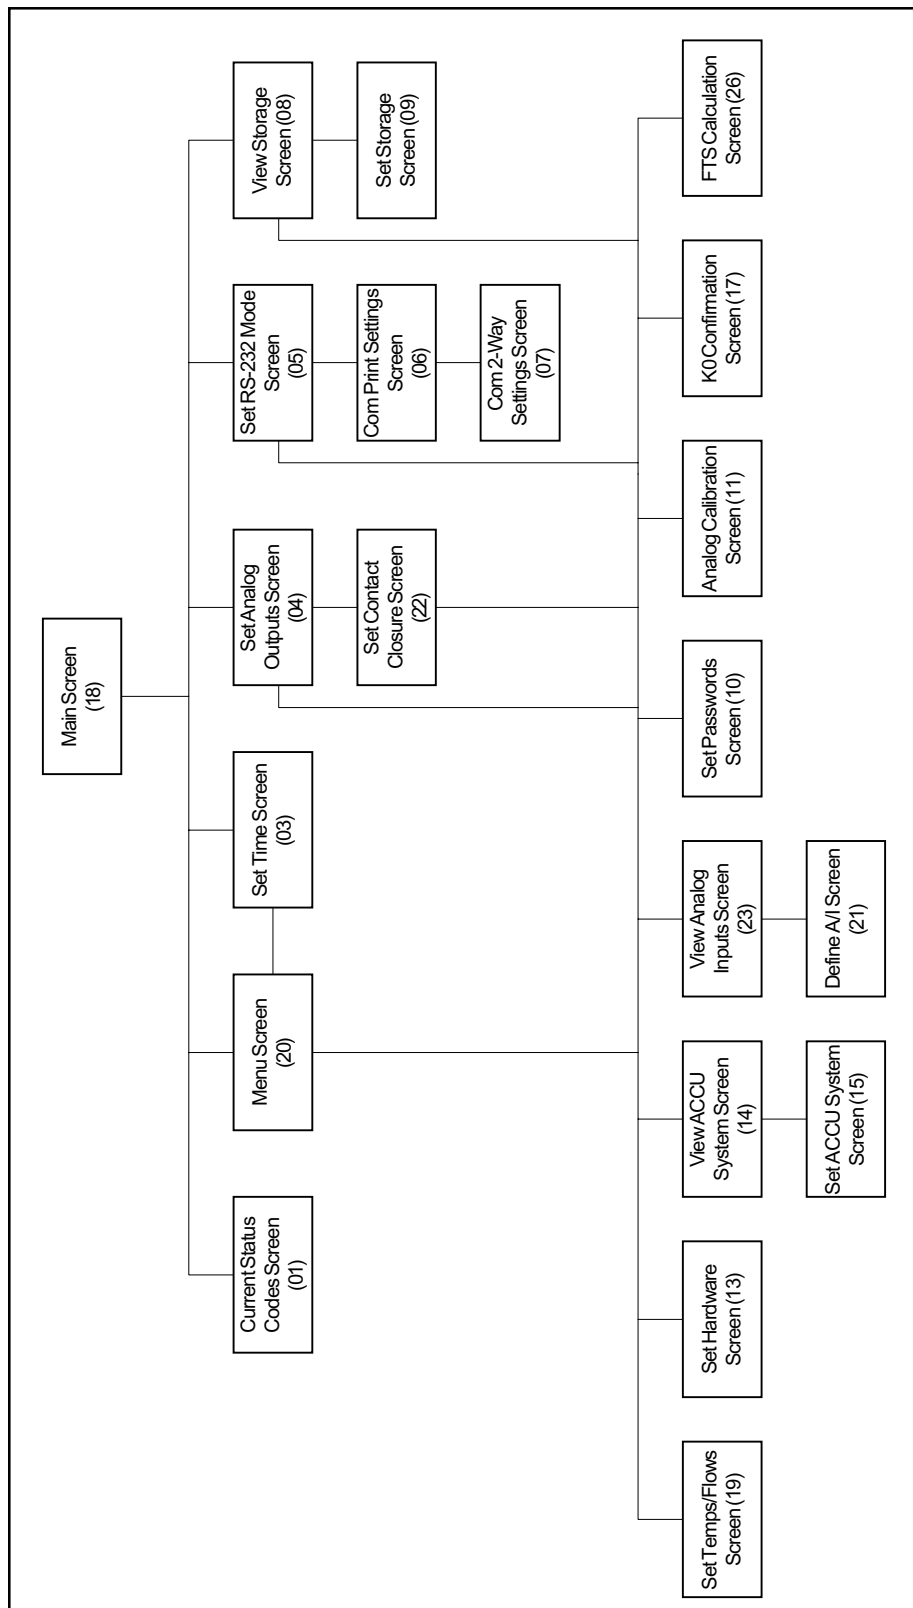 Main Screen
(18)
Current Status
Codes Screen
(01)
Menu Screen
(20)
Set Time Screen
(03)
Set Analog
Outputs Screen
(04)
Set RS-232 Mode
Screen
(05)
View Storage
Screen (08)
Set Contact
Closure Screen
(22)
Com Print Settings
Screen
(06)
Set Storage
Screen (09)
Com 2-Way
Settings Screen
(07)
Set Temps/Flows
Screen (19)
Set Hardware
Screen (13)
View ACCU
System Screen
(14)
View Analog
Inputs Screen
(23)
Set Passwords
Screen (10)
Analog Calibration
Screen (11)
K0 Confirmation
Screen (17)
FTS Calculation
Screen (26)
Set ACCU System
Screen (15)
Define A/I Screen
(21)